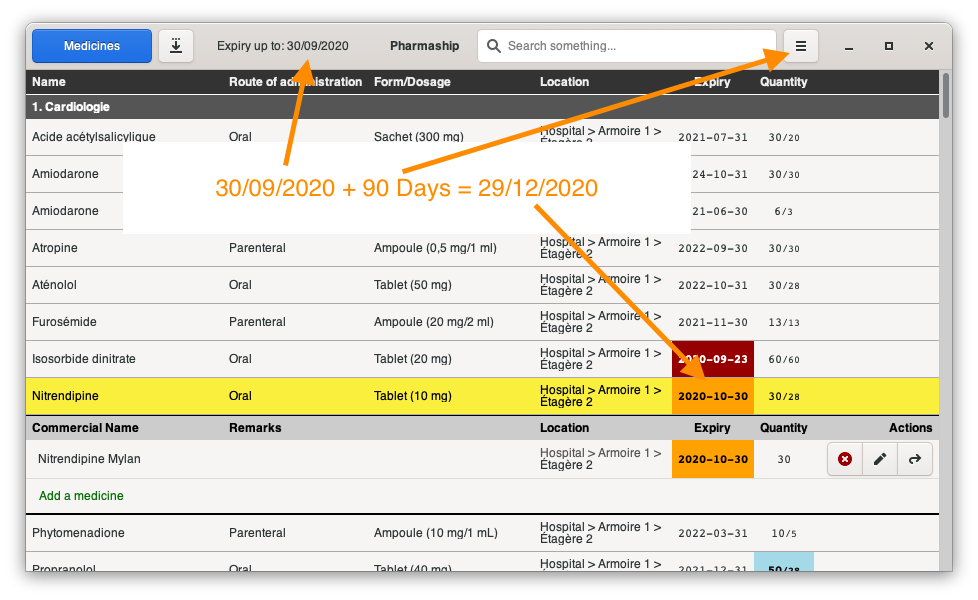 Medicines Expiry up to: 30/09/2020 Pharmaship Search something...
Name Route of administration Form/Dosage Location Expiry Quantity
1. Cardiologie
Acide acétylsalicylique Oral Sachet (300 mg) Hospital > Armoire 1 > 2021-07-31 30/20
Amiodarone 24-10-31 30/30
30/09/2020 + 90 Days = 29/12/2020
Amiodarone 21-06-30 6/3
Atropine Parenteral Ampoule (0,5 mg/1 ml) Hospital > Armoire 1 > 2022-09-30 30/30
Étagère 2
Aténolol Oral Tablet (50 mg) Hospital > Armoire 1 > 2022-10-31 30/28
Étagère 2
Furosémide Parenteral Ampoule (20 mg/2 ml) Hospital > Armoire 1 > 2021-11-30 13/13
Étagère 2
Isosorbide dinitrate Oral Tablet (20 mg) Hospital > Armoire 1 > 2020-09-23 60/60
Étagère 2
Nitrendipine Oral Tablet (10 mg) Hospital > Armoire 1 > 2020-10-30 30/28
Étagère 2
Commercial Name Remarks Location Expiry Quantity Actions
Nitrendipine Mylan Hospital > Armoire 1 > 2020-10-30 30
Étagère 2
Add a medicine
Phytomenadione Parenteral Ampoule (10 mg/1 mL) Hospital > Armoire 1 > 2022-03-31 10/5
Étagère 2
Propranolol Oral Tablet (40 mg) Hospital > Armoire 1 > 2021-12-31 50/28